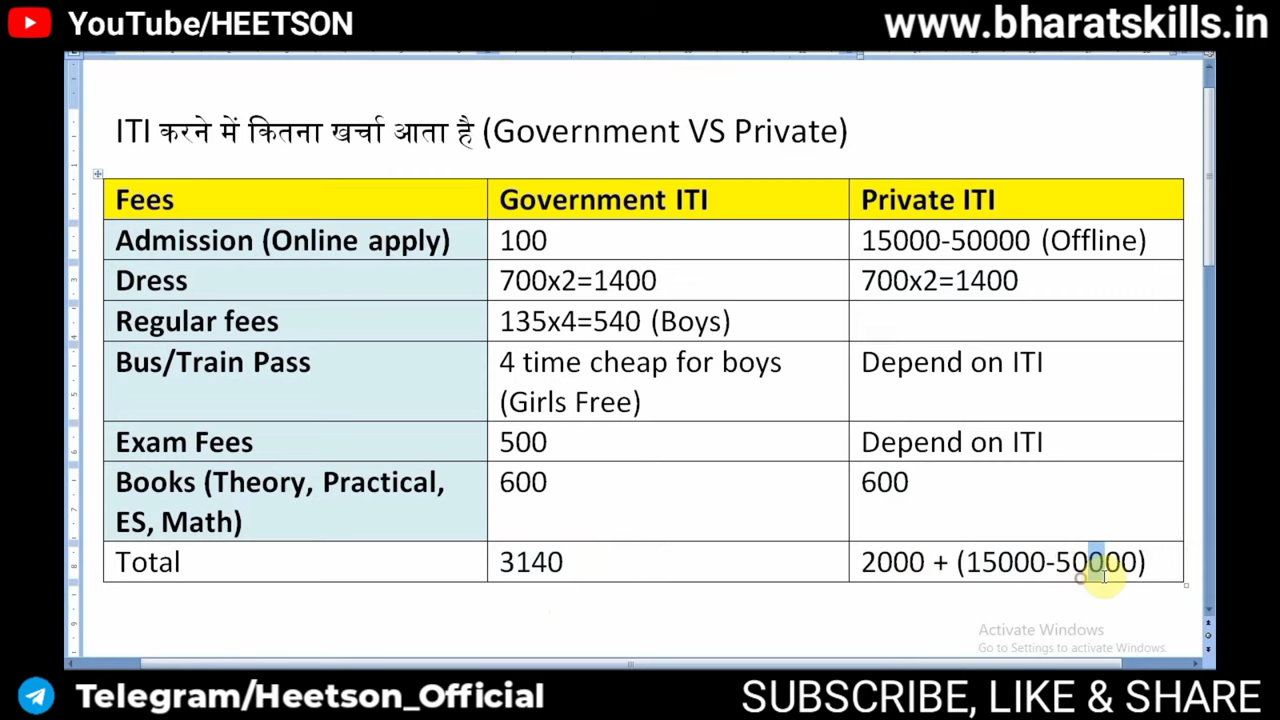 YouTube/HEETSON
www.bharatskills.in
ITI करने में कितना खर्चा आता है (Government VS Private)
Fees Government ITI Private ITI
Admission (Online apply) 100 15000-50000 (Offline)
Dress 700x2=1400 700x2=1400
Regular fees 135x4=540 (Boys)
Bus/Train Pass 4 time cheap for boys Depend on ITI
(Girls Free)
Exam Fees 500 Depend on ITI
Books (Theory, Practical, 600 600
ES, Math)
Total 3140 2000 + (15000-50000)
Activate Windows
Go to Settings to activate Windows.
Telegram/Heetson_Official
SUBSCRIBE, LIKE & SHARE